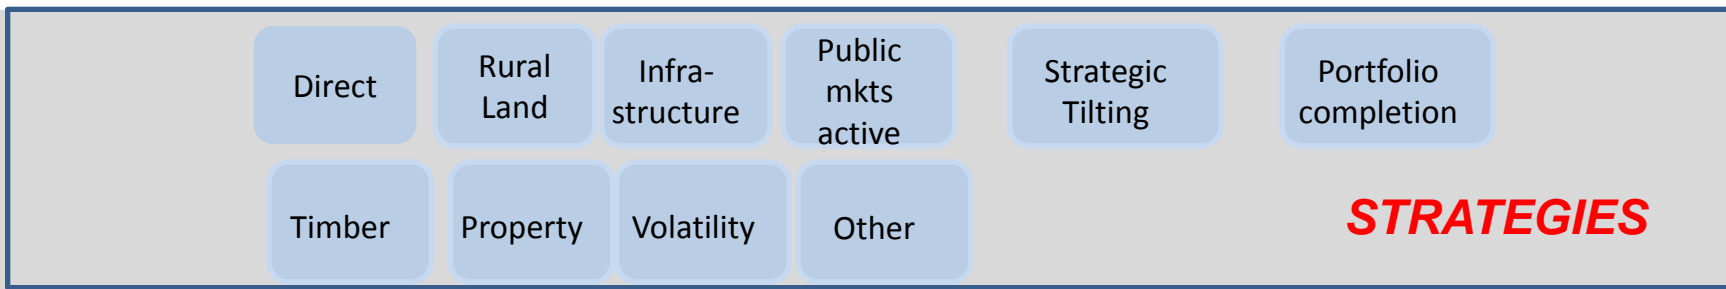 Direct
Rural
Land
Infra-
structure
Public
mkts
active
Strategic
Tilting
Portfolio
completion
Timber
Property
Volatility
Other
STRATEGIES